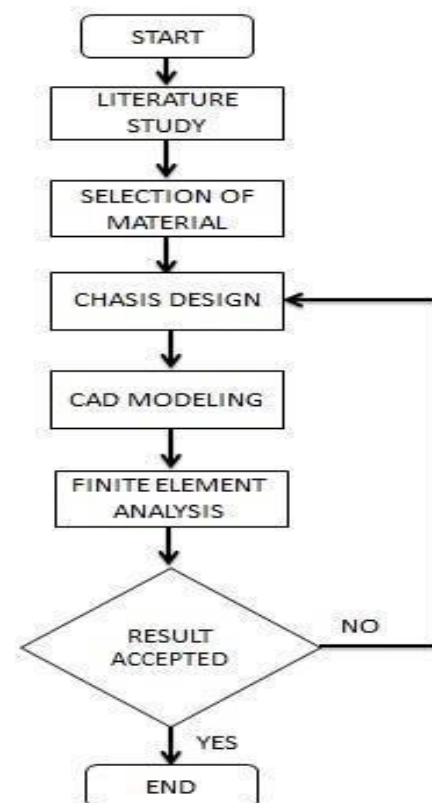 START
LITERATURE
STUDY
SELECTION OF
MATERIAL
CHASIS DESIGN
CAD MODELING
FINITE ELEMENT
ANALYSIS
RESULT
ACCEPTED
NO
YES
END